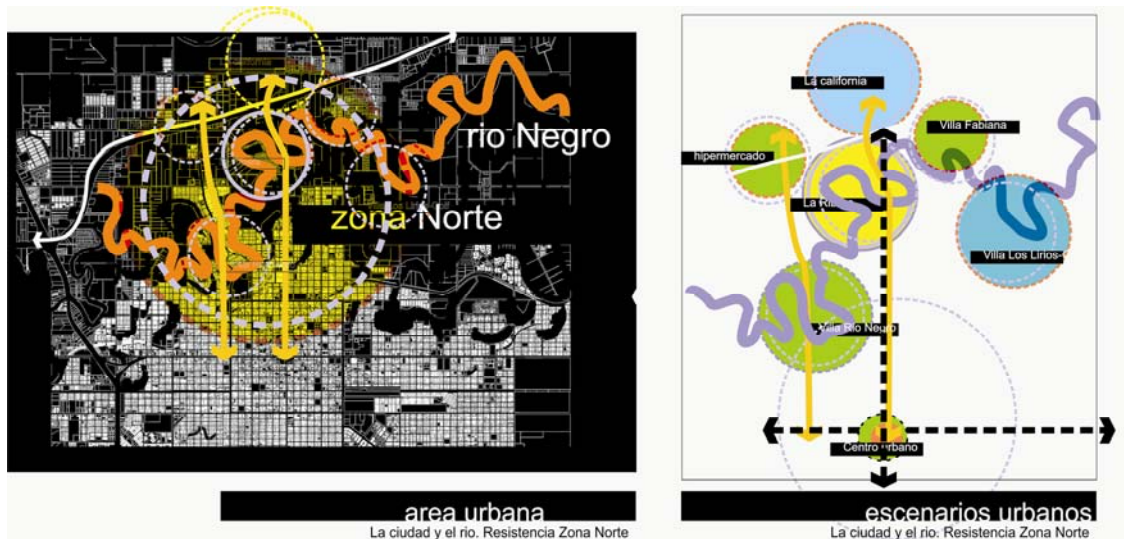 rio Negro
zona Norte
area urbana
La ciudad y el rio. Resistencia Zona Norte
La california
Villa Fabiana
hipermercado
La
Villa Los Lirios-
Villa Rio Negro
Centro urbano
escenarios urbanos
La ciudad y el rio. Resistencia Zona Norte